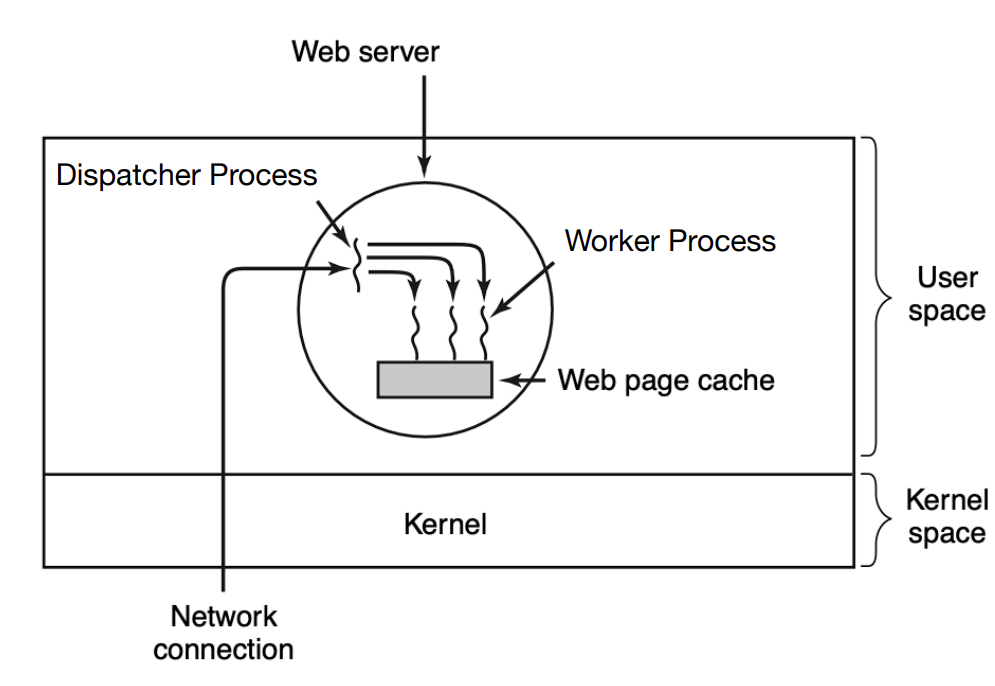 Web server
Dispatcher Process
Worker Process
User
space
Web page cache
Kernel
Kernel
space
Network
connection